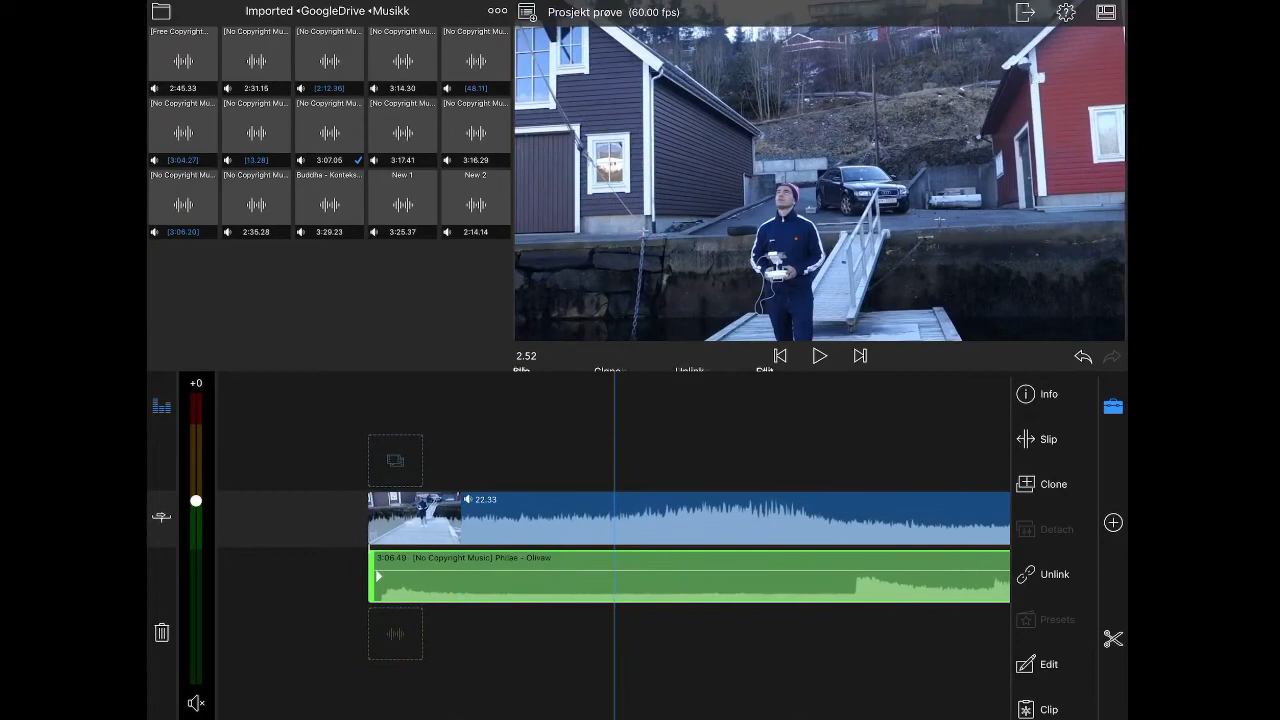 Imported ◂GoogleDrive ◂Musikk
Prosjekt prøve (60.00 fps)
[Free Copyright...
[No Copyright Mu...
[No Copyright Mu...
[No Copyright Mu...
[No Copyright Mu...
2:45.33
2:31.15
[2:12.36]
3:14.30
[48.11]
[No Copyright Mu...
[No Copyright Mu...
[No Copyright Mu...
[No Copyright Mu...
[No Copyright Mu...
[3:04.27]
[13.28]
3:07.05
3:17.41
3:16.29
[No Copyright Mu...
[No Copyright Mu...
Buddha - Konteks...
New 1
New 2
[3:06.20]
2:35.28
3:29.23
3:25.37
2:14.14
2.52
Clone
Unlink
Edit
+0
22.33
3:06.49 [No Copyright Music] Philae - Olivaw
Info
Slip
Clone
Detach
Unlink
Presets
Edit
Clip